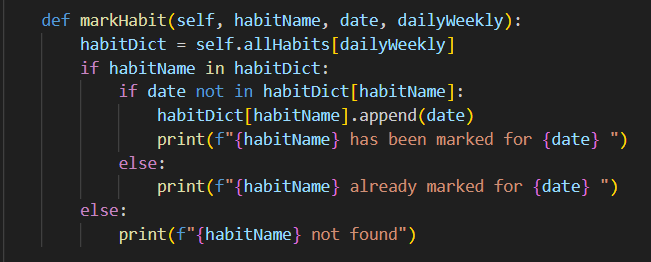 def markHabit(self, habitName, date, dailyWeekly):
    habitDict = self.allHabits[dailyWeekly]
    if habitName in habitDict:
        if date not in habitDict[habitName]:
            habitDict[habitName].append(date)
            print(f"{habitName} has been marked for {date} ")
        else:
            print(f"{habitName} already marked for {date} ")
    else:
        print(f"{habitName} not found")